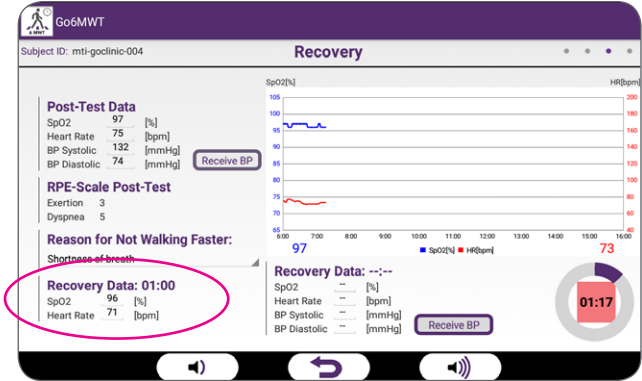 6 MWT
Go6MWT
Subject ID: mti-goclinic-004
Recovery
Post-Test Data
SpO2 97 [%]
Heart Rate 75 [bpm]
BP Systolic 132 [mmHg]
BP Diastolic 74 [mmHg]
Receive BP
RPE-Scale Post-Test
Exertion 3
Dyspnea 5
Reason for Not Walking Faster:
Shortness of breath
Recovery Data: 01:00
SpO2 96 [%]
Heart Rate 71 [bpm]
SpO2[%] HR[bpm]
105 200
100 180
95 160
90 140
85 120
80 100
75 80
70 60
65 40
6:00 7:00 8:00 9:00 10:00 11:00 12:00 13:00 14:00 15:00 16:00
97 SpO2[%] HR[bpm] 73
Recovery Data: --:--
SpO2 -- [%]
Heart Rate -- [bpm]
BP Systolic -- [mmHg]
BP Diastolic -- [mmHg]
Receive BP
01:17